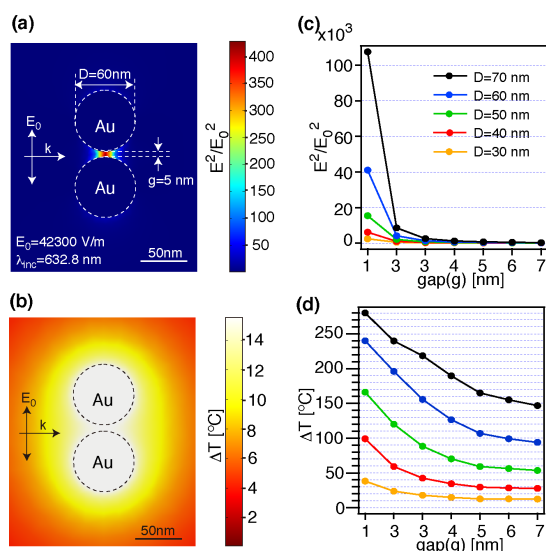 (a)
D=60nm
Au
E0
k
g=5 nm
Au
E0=42300 V/m
λinc=632.8 nm
50nm
400
350
300
250
200
150
100
50
E²/E0²
(b)
Au
E0
k
Au
50nm
14
12
10
8
6
4
2
ΔT [°C]
(c)
x10³
100
80
60
40
20
0
E²/E0²
D=70 nm
D=60 nm
D=50 nm
D=40 nm
D=30 nm
1 3 3 4 5 6 7
gap(g) [nm]
(d)
250
200
150
100
50
0
ΔT [°C]
1 3 3 4 5 6 7
gap(g) [nm]